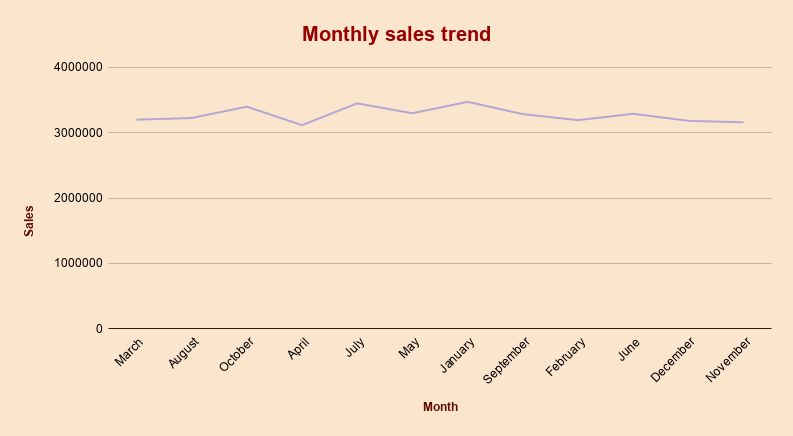 Monthly sales trend
4000000
3000000
2000000
1000000
0
Sales
March
August
October
April
July
May
January
September
February
June
December
November
Month